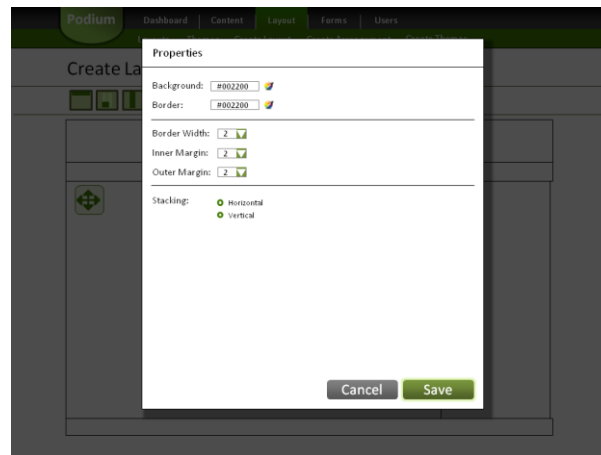 Podium
Dashboard Content Layout Forms Users
Create La
Properties
Background: #002200
Border: #002200
Border Width: 2
Inner Margin: 2
Outer Margin: 2
Stacking: Horizontal
Vertical
Cancel Save